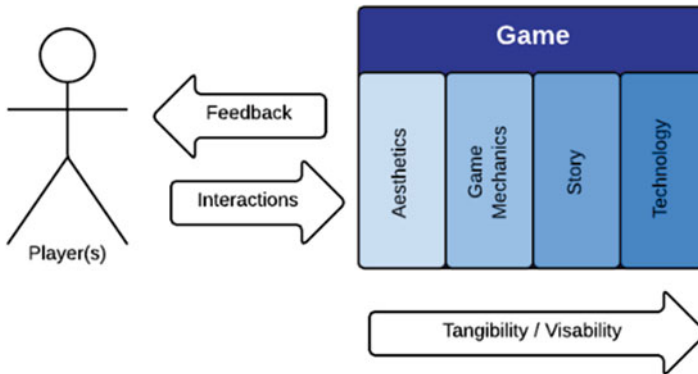 Game
Feedback
Interactions
Aesthetics
Game
Mechanics
Story
Technology
Player(s)
Tangibility / Visability